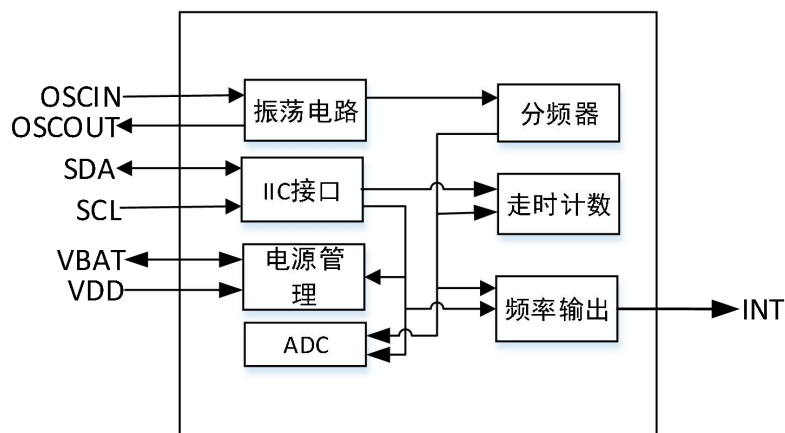 OSCIN
OSCOUT
SDA
SCL
VBAT
VDD
振荡电路
IIC接口
电源管
理
ADC
分频器
走时计数
频率输出
INT